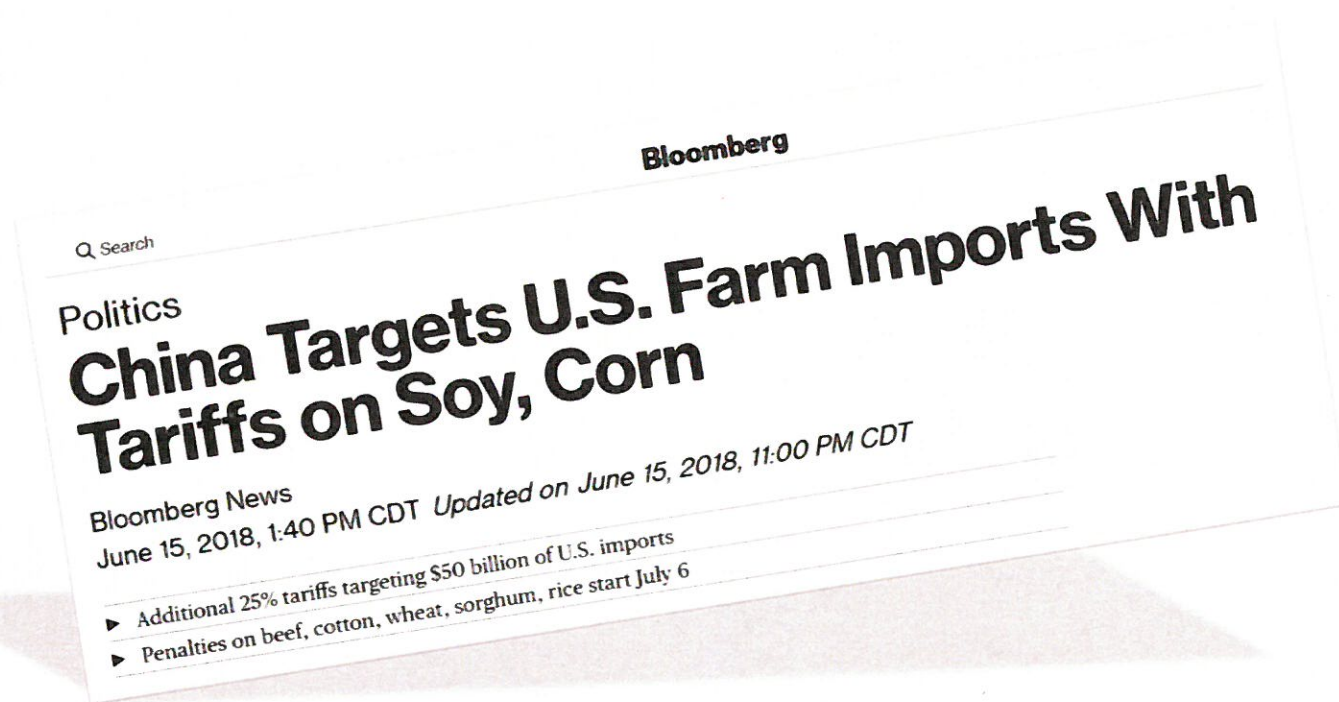 Bloomberg
Search
Politics
China Targets U.S. Farm Imports With
Tariffs on Soy, Corn
Bloomberg News
June 15, 2018, 1:40 PM CDT Updated on June 15, 2018, 11:00 PM CDT
▶ Additional 25% tariffs targeting $50 billion of U.S. imports
▶ Penalties on beef, cotton, wheat, sorghum, rice start July 6